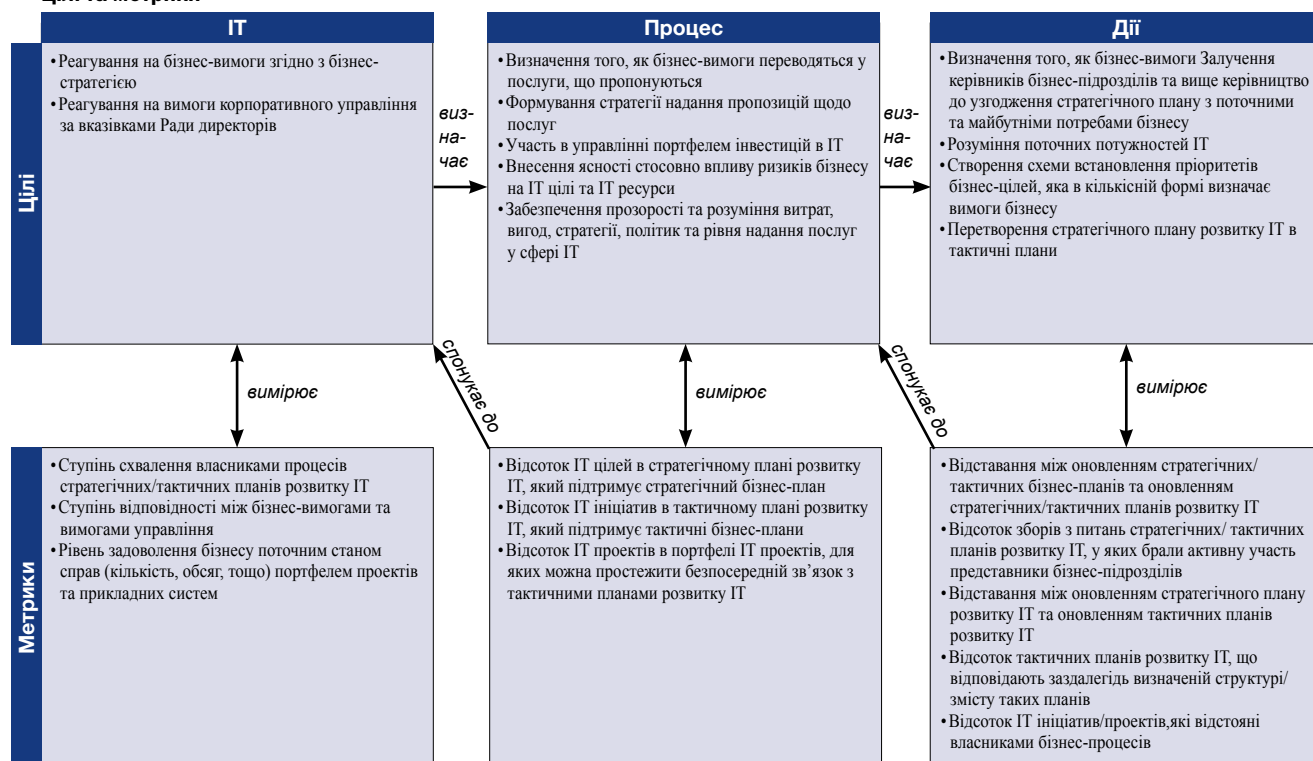 ІТ
Процес
Дії
Цілі
• Реагування на бізнес-вимоги згідно з бізнес-
стратегією
• Реагування на вимоги корпоративного управління
за вказівками Ради директорів
виз-
на-
чає
• Визначення того, як бізнес-вимоги переводяться у
послуги, що пропонуються
• Формування стратегії надання пропозицій щодо
послуг
• Участь в управлінні портфелем інвестицій в ІТ
• Внесення ясності стосовно впливу ризиків бізнесу
на ІТ цілі та ІТ ресурси
• Забезпечення прозорості та розуміння витрат,
вигод, стратегії, політик та рівня надання послуг
у сфері ІТ
виз-
на-
чає
• Визначення того, як бізнес-вимоги Залучення
керівників бізнес-підрозділів та вище керівництво
до узгодження стратегічного плану з поточними
та майбутніми потребами бізнесу
• Розуміння поточних потужностей ІТ
• Створення схеми встановлення пріоритетів
бізнес-цілей, яка в кількісній формі визначає
вимоги бізнесу
• Перетворення стратегічного плану розвитку ІТ в
тактичні плани
вимірює
спонукає до
вимірює
спонукає до
вимірює
Метрики
• Ступінь схвалення власниками процесів
стратегічних/тактичних планів розвитку ІТ
• Ступінь відповідності між бізнес-вимогами та
вимогами управління
• Рівень задоволення бізнесу поточним станом
справ (кількість, обсяг, тощо) портфелем проектів
та прикладних систем
• Відсоток ІТ цілей в стратегічному плані розвитку
ІТ, який підтримує стратегічний бізнес-план
• Відсоток ІТ ініціатив в тактичному плані розвитку
ІТ, який підтримує тактичні бізнес-плани
• Відсоток ІТ проектів в портфелі ІТ проектів, для
яких можна простежити безпосередній зв’язок з
тактичними планами розвитку ІТ
• Відставання між оновленням стратегічних/
тактичних бізнес-планів та оновленням
стратегічних/тактичних планів розвитку ІТ
• Відсоток зборів з питань стратегічних/ тактичних
планів розвитку ІТ, у яких брали активну участь
представники бізнес-підрозділів
• Відставання між оновленням стратегічного плану
розвитку ІТ та оновленням тактичних планів
розвитку ІТ
• Відсоток тактичних планів розвитку ІТ, що
відповідають заздалегідь визначеній структурі/
змісту таких планів
• Відсоток ІТ ініціатив/проектів,які відстояні
власниками бізнес-процесів